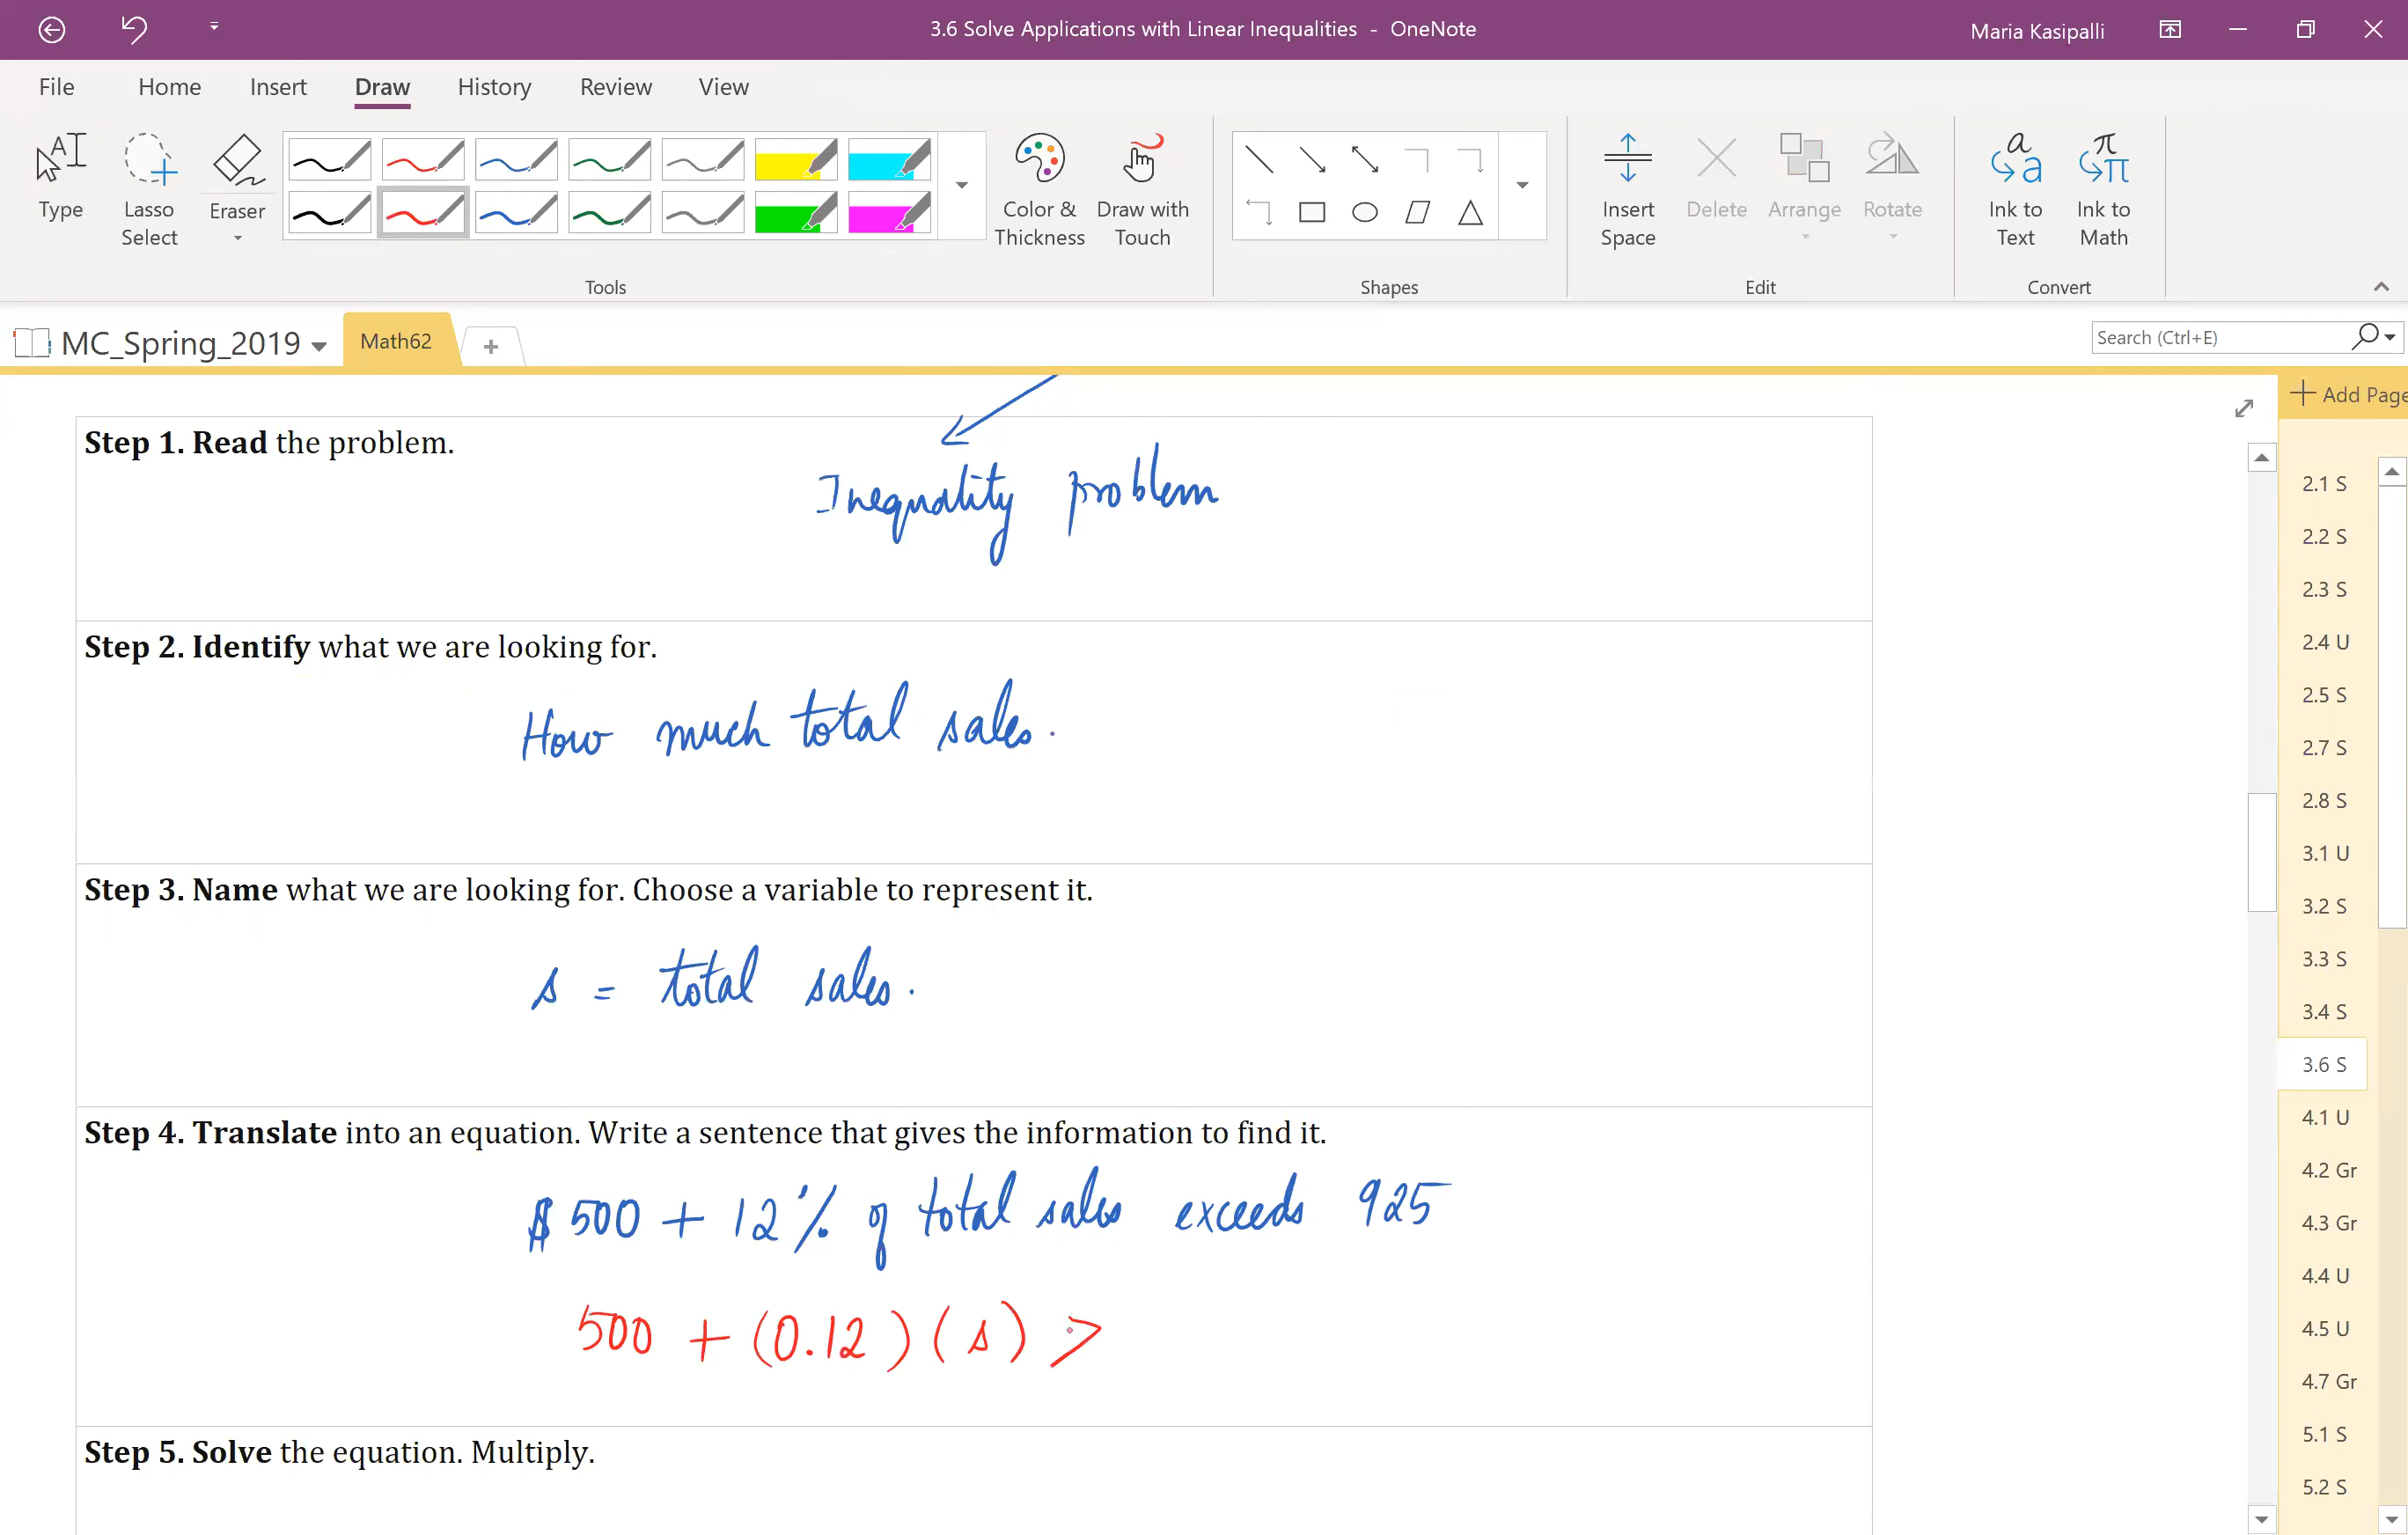 3.6 Solve Applications with Linear Inequalities - OneNote
Maria Kasipalli
File Home Insert Draw History Review View
Type
Lasso Select
Eraser
Color & Thickness
Draw with Touch
Insert Space
Delete
Arrange
Rotate
Ink to Text
Ink to Math
Tools
Shapes
Edit
Convert
MC_Spring_2019
Math62
Search (Ctrl+E)
Add Page
Step 1. Read the problem.
Inequality problem
Step 2. Identify what we are looking for.
How much total sales.
Step 3. Name what we are looking for. Choose a variable to represent it.
s = total sales.
Step 4. Translate into an equation. Write a sentence that gives the information to find it.
$500 + 12% of total sales exceeds 925
500 + (0.12)(s) >
Step 5. Solve the equation. Multiply.
2.1 S
2.2 S
2.3 S
2.4 U
2.5 S
2.7 S
2.8 S
3.1 U
3.2 S
3.3 S
3.4 S
3.6 S
4.1 U
4.2 Gr
4.3 Gr
4.4 U
4.5 U
4.7 Gr
5.1 S
5.2 S